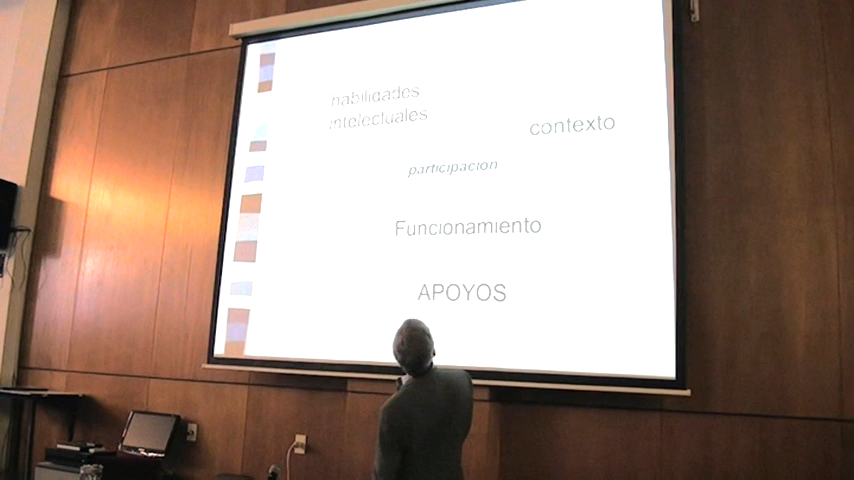 habilidades
intelectuales
contexto
participación
Funcionamiento
APOYOS